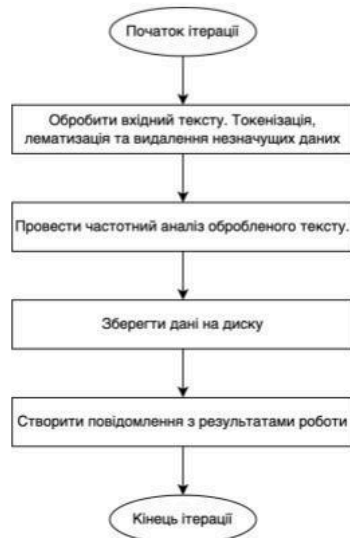 Початок ітерації
Обробити вхідний тексту. Токенізація,
лематизація та видалення незначущих даних
Провести частотний аналіз обробленого тексту.
Зберегти дані на диску
Створити повідомлення з результатами роботи
Кінець ітерації